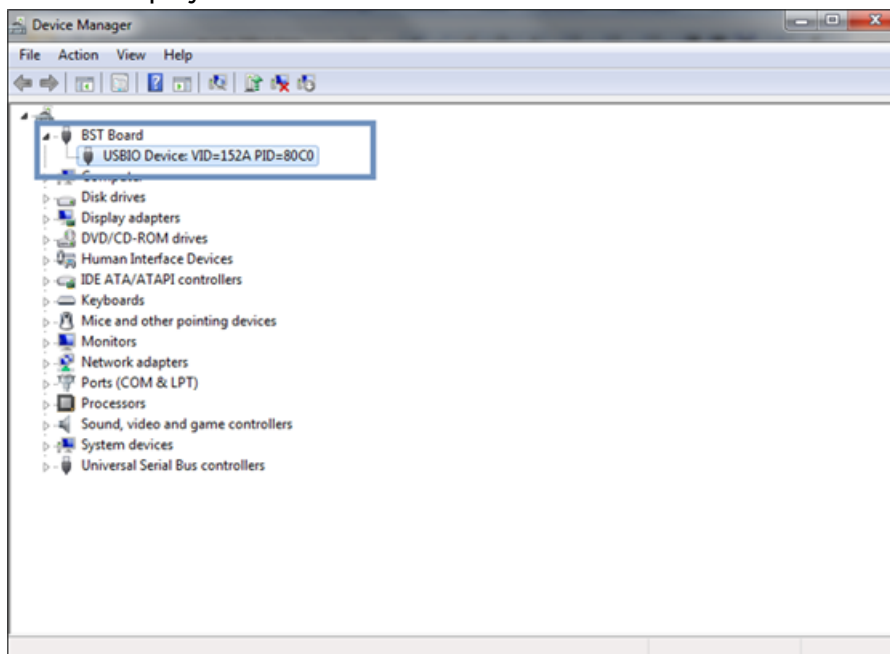 Device Manager
File Action View Help
BST Board
USBIO Device: VID=152A PID=80C0
Computer
Disk drives
Display adapters
DVD/CD-ROM drives
Human Interface Devices
IDE ATA/ATAPI controllers
Keyboards
Mice and other pointing devices
Monitors
Network adapters
Ports (COM & LPT)
Processors
Sound, video and game controllers
System devices
Universal Serial Bus controllers